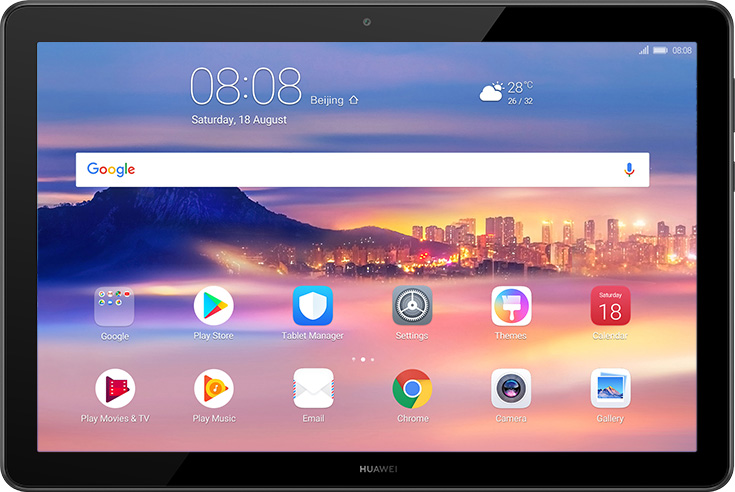 08:08
08:08
Beijing
28°C
26 / 32
Saturday, 18 August
Google
Google
Play Store
Tablet Manager
Settings
Themes
Saturday
18
Calendar
Play Movies & TV
Play Music
Email
Chrome
Camera
Gallery
HUAWEI